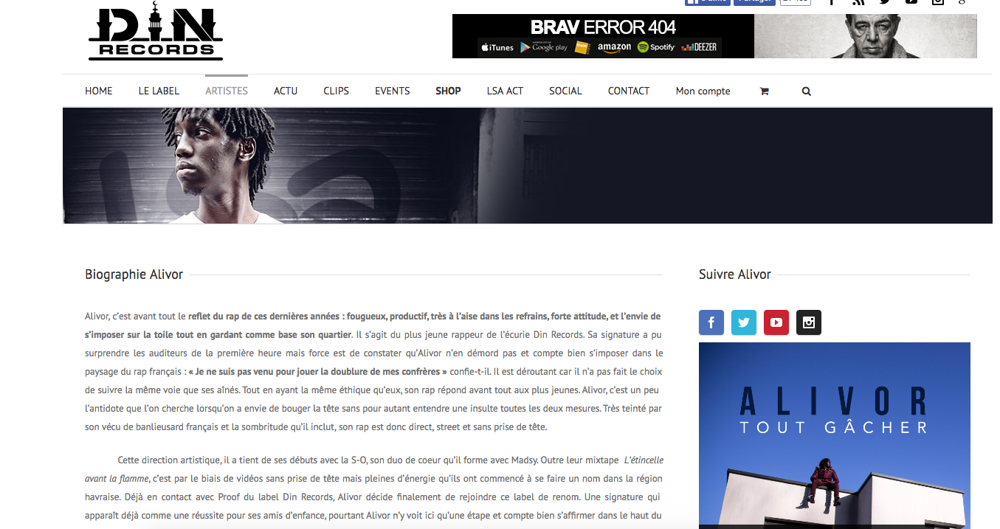 DIN
RECORDS
BRAV ERROR 404
iTunes Google play fnac amazon Spotify DEEZER
HOME LE LABEL ARTISTES ACTU CLIPS EVENTS SHOP LSA ACT SOCIAL CONTACT Mon compte
Biographie Alivor
Alivor, c'est avant tout le reflet du rap de ces dernières années : fougueux, productif, très à l'aise dans les refrains, forte attitude, et l'envie de
s'imposer sur la toile tout en gardant comme base son quartier. Il s'agit du plus jeune rappeur de l'écurie Din Records. Sa signature a pu
surprendre les auditeurs de la première heure mais force est de constater qu'Alivor n'en démord pas et compte bien s'imposer dans le
paysage du rap français : « Je ne suis pas venu pour jouer la doublure de mes confrères » confie-t-il. Il est déroutant car il n'a pas fait le choix
de suivre la même voie que ses aînés. Tout en ayant la même éthique qu'eux, son rap répond avant tout aux plus jeunes. Alivor, c'est un peu
l'antidote que l'on cherche lorsqu'on a envie de bouger la tête sans pour autant entendre une insulte toutes les deux mesures. Très teinté par
son vécu de banlieusard français et la sombritude qu'il inclut, son rap est donc direct, street et sans prise de tête.
Cette direction artistique, il a tient de ses débuts avec la S-O, son duo de coeur qu'il forme avec Madsy. Outre leur mixtape L'étincelle
avant la flamme, c'est par le biais de vidéos sans prise de tête mais pleines d'énergie qu'ils ont commencé à se faire un nom dans la région
havraise. Déjà en contact avec Proof du label Din Records, Alivor décide finalement de rejoindre ce label de renom. Une signature qui
apparaît déjà comme une réussite pour ses amis d'enfance, pourtant Alivor n'y voit ici qu'une étape et compte bien s'affirmer dans le haut du
Suivre Alivor
ALIVOR
TOUT GÂCHER